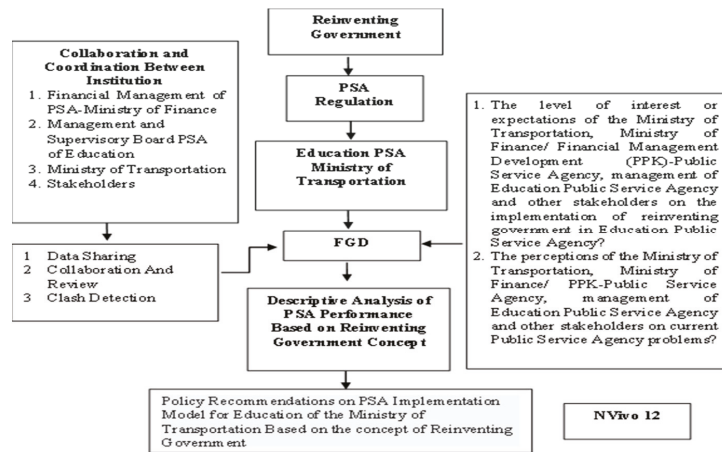 Reinventing
Government
Collaboration and
Coordination Between
Institution
1. Financial Management of
PSA-Ministry of Finance
2. Management and
Supervisory Board PSA
of Education
3. Ministry of Transportation
4. Stakeholders
PSA
Regulation
Education PSA
Ministry of
Transportation
1. The level of interest or
expectations of the Ministry of
Transportation, Ministry of
Finance/ Financial Management
Development (PPK)-Public
Service Agency, management of
Education Public Service Agency
and other stakeholders on the
implementation of reinventing
government in Education Public
Service Agency?
2. The perceptions of the Ministry of
Transportation, Ministry of
Finance/ PPK-Public Service
Agency, management of
Education Public Service Agency
and other stakeholders on current
Public Service Agency problems?
1 Data Sharing
2 Collaboration And
Review
3 Clash Detection
FGD
Descriptive Analysis of
PSA Performance
Based on Reinventing
Government Concept
Policy Recommendations on PSA Implementation
Model for Education of the Ministry of
Transportation Based on the concept of Reinventing
Government
NVivo 12